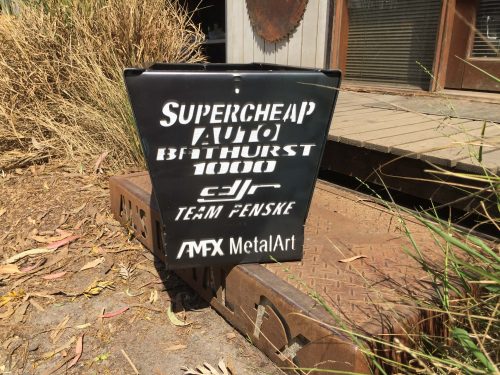 SUPERCHEAP
AUTO
BATHURST
1000
djr
TEAM PENSKE
AMFX MetalArt